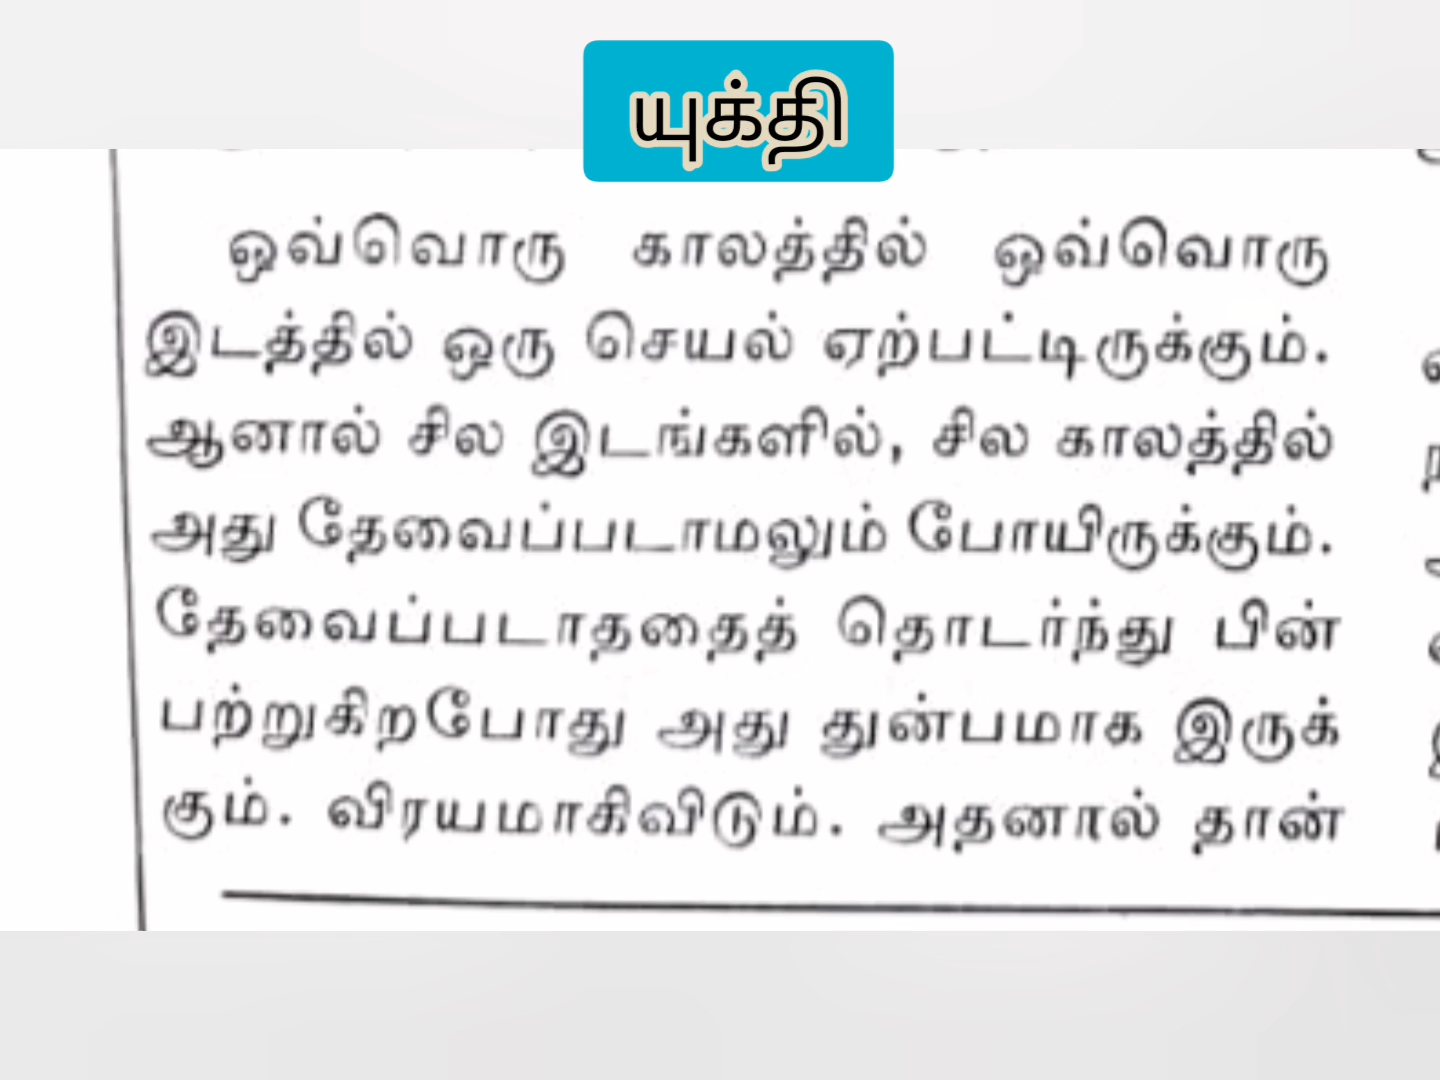 யுக்தி
ஒவ்வொரு காலத்தில் ஒவ்வொரு
இடத்தில் ஒரு செயல் ஏற்பட்டிருக்கும்.
ஆனால் சில இடங்களில், சில காலத்தில்
அது தேவைப்படாமலும் போயிருக்கும்.
தேவைப்படாததைத் தொடர்ந்து பின்
பற்றுகிறபோது அது துன்பமாக இருக்
கும். விரயமாகிவிடும். அதனால் தான்